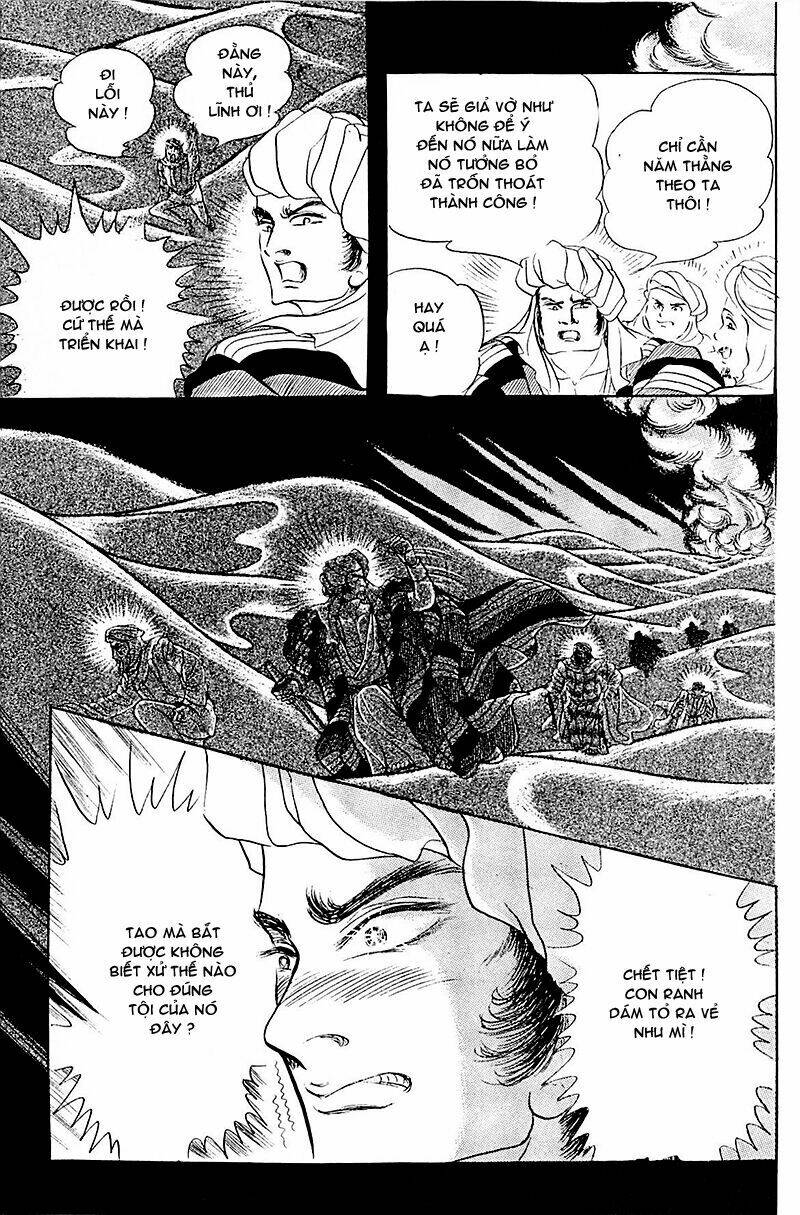 CHỈ CẦN
NĂM THẰNG
THEO TA
THÔI !
TA SẼ GIẢ VỜ NHƯ
KHÔNG ĐỂ Ý
ĐẾN NÓ NỮA LÀM
NÓ TƯỞNG BỞ
ĐÃ TRỐN THOÁT
THÀNH CÔNG !
HAY
QUÁ
Ạ !
ĐẰNG
NÀY,
THỦ
LĨNH ƠI !
ĐI
LỐI
NÀY !
ĐƯỢC RỒI !
CỨ THẾ MÀ
TRIỂN KHAI !
CHẾT TIỆT !
CON RANH
DÁM TỎ RA VẺ
NHU MÌ !
TAO MÀ BẮT
ĐƯỢC KHÔNG
BIẾT XỬ THẾ NÀO
CHO ĐÚNG
TỘI CỦA NÓ
ĐÂY ?